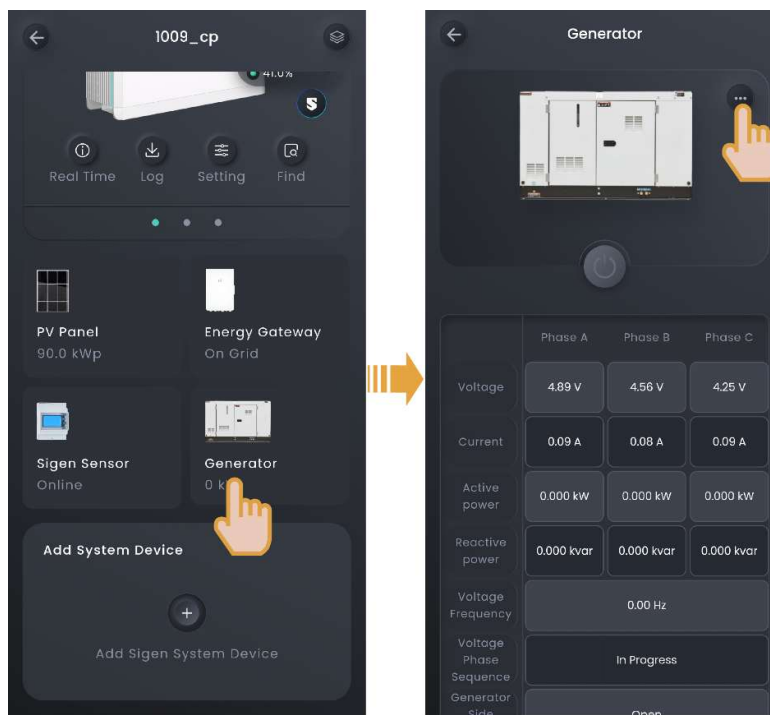 1009_cp
41.0%
Real Time Log Setting Find
PV Panel
90.0 kWp
Energy Gateway
On Grid
Sigen Sensor
Online
Generator
0
Add System Device
+
Add Sigen System Device
Generator
Phase A Phase B Phase C
Voltage 4.89 V 4.56 V 4.25 V
Current 0.09 A 0.08 A 0.09 A
Active
power
0.000 kW 0.000 kW 0.000 kW
Reactive
power
0.000 kvar 0.000 kvar 0.000 kvar
Voltage
Frequency
0.00 Hz
Voltage
Phase
Sequence
In Progress
Generator
Side
Open